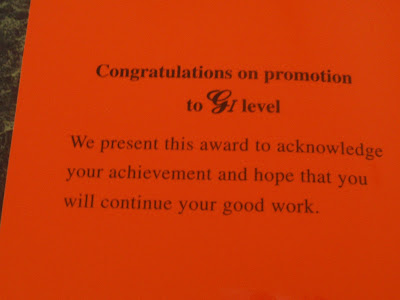 Congratulations on promotion
to GI level
We present this award to acknowledge
your achievement and hope that you
will continue your good work.